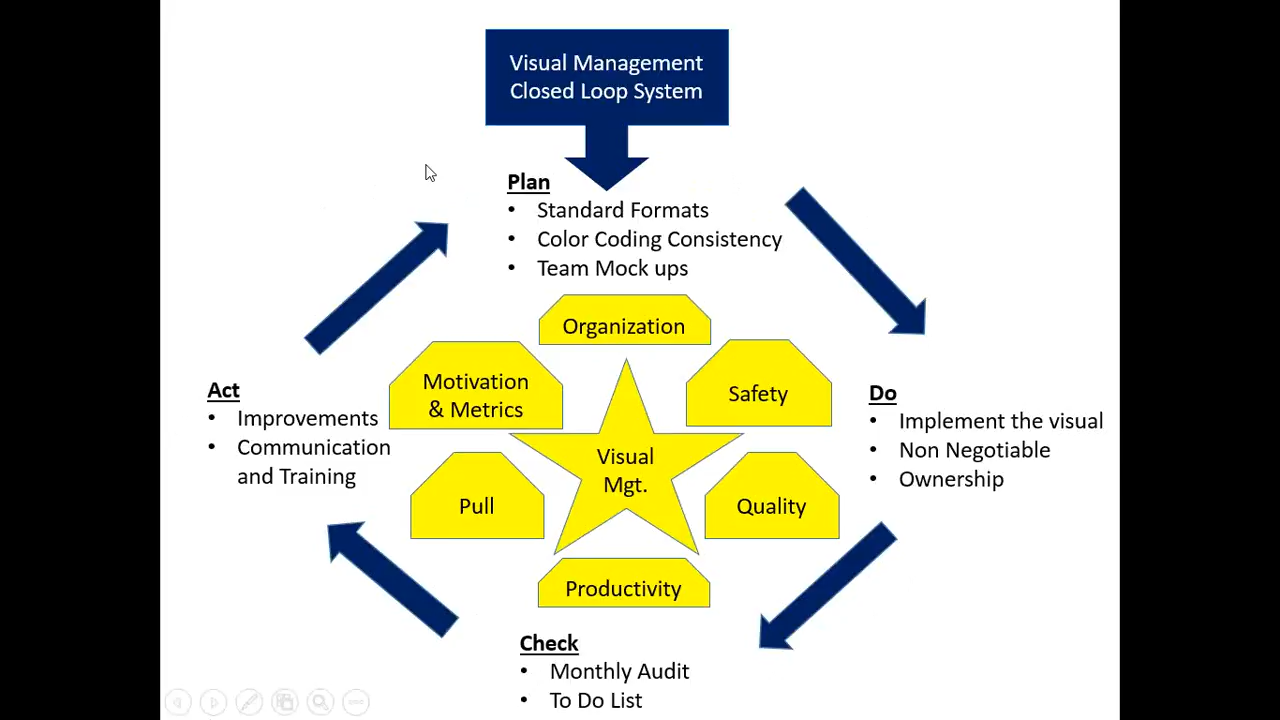 Visual Management
Closed Loop System
Plan
• Standard Formats
• Color Coding Consistency
• Team Mock ups
Organization
Motivation
& Metrics
Safety
Act
• Improvements
• Communication
and Training
Do
• Implement the visual
• Non Negotiable
• Ownership
Visual
Mgt.
Pull
Quality
Productivity
Check
• Monthly Audit
• To Do List